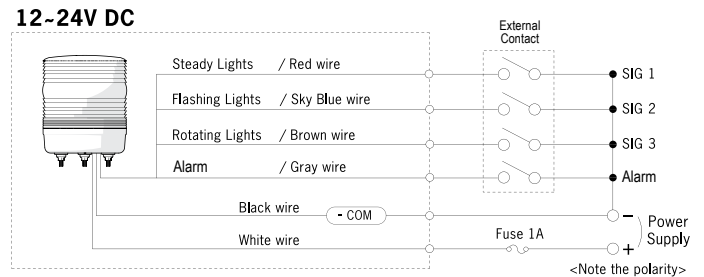 12~24V DC
External
Contact
Steady Lights / Red wire
SIG 1
Flashing Lights / Sky Blue wire
SIG 2
Rotating Lights / Brown wire
SIG 3
Alarm / Gray wire
Alarm
Black wire - COM
−
White wire
Fuse 1A
+
Power
Supply
<Note the polarity>